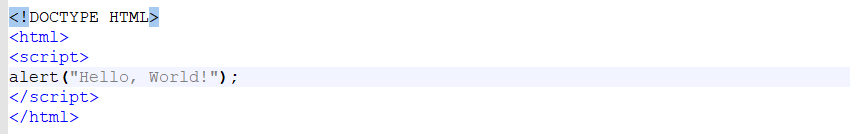 <!DOCTYPE HTML>
<html>
<script>
alert("Hello, World!");
</script>
</html>